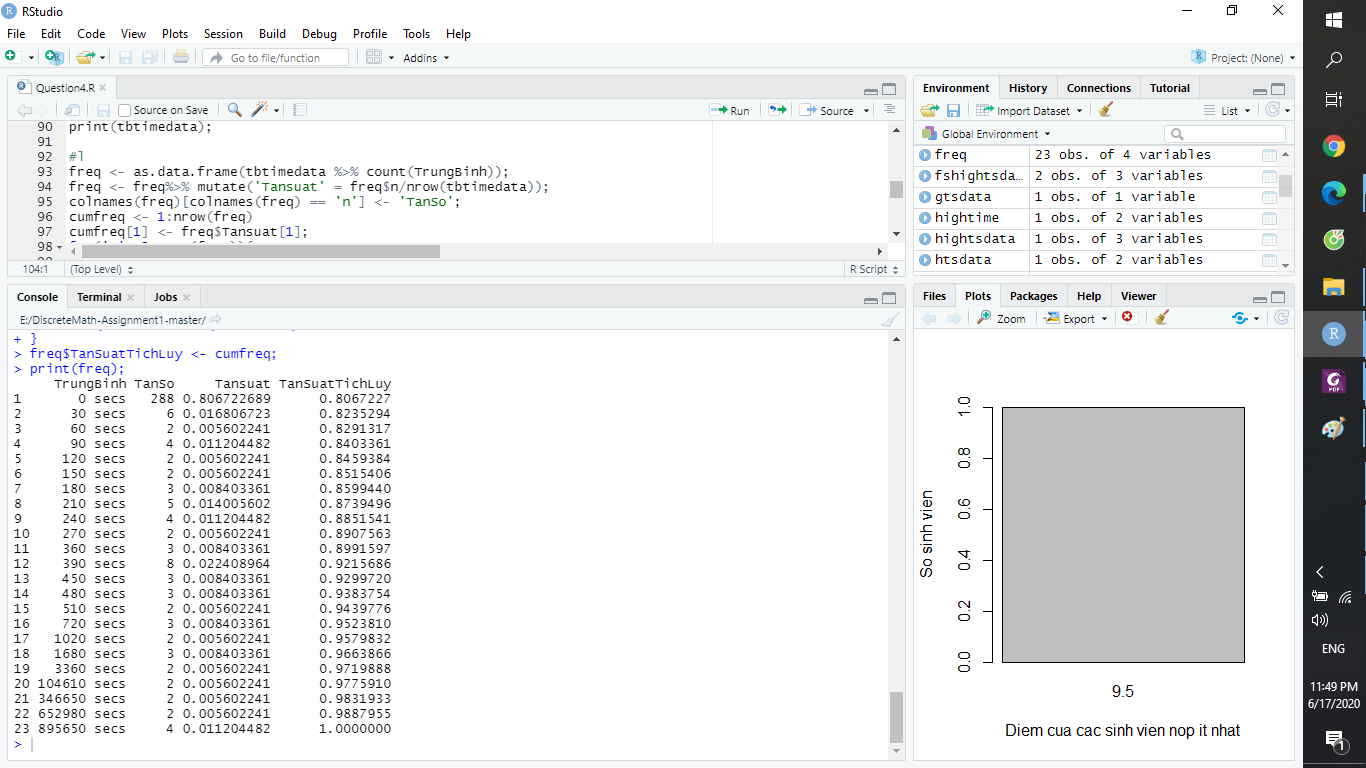 RStudio
File Edit Code View Plots Session Build Debug Profile Tools Help
Go to file/function Addins Project: (None)
Question4.R
Source on Save Run Source
90 print(tbtimedata);
91
92 #1
93 freq <- as.data.frame(tbtimedata %>% count(TrungBinh));
94 freq <- freq%>% mutate('Tansuat' = freq$n/nrow(tbtimedata));
95 colnames(freq)[colnames(freq) == 'n'] <- 'TanSo';
96 cumfreq <- 1:nrow(freq)
97 cumfreq[1] <- freq$Tansuat[1];
98
104:1 (Top Level) R Script
Console Terminal Jobs
E:/DiscreteMath-Assignment1-master/
+ }
> freq$TanSuatTichLuy <- cumfreq;
> print(freq);
TrungBinh TanSo Tansuat TanSuatTichLuy
1 0 secs 288 0.806722689 0.8067227
2 30 secs 6 0.016806723 0.8235294
3 60 secs 2 0.005602241 0.8291317
4 90 secs 4 0.011204482 0.8403361
5 120 secs 2 0.005602241 0.8459384
6 150 secs 2 0.005602241 0.8515406
7 180 secs 3 0.008403361 0.8599440
8 210 secs 5 0.014005602 0.8739496
9 240 secs 4 0.011204482 0.8851541
10 270 secs 2 0.005602241 0.8907563
11 360 secs 3 0.008403361 0.8991597
12 390 secs 8 0.022408964 0.9215686
13 450 secs 3 0.008403361 0.9299720
14 480 secs 3 0.008403361 0.9383754
15 510 secs 2 0.005602241 0.9439776
16 720 secs 3 0.008403361 0.9523810
17 1020 secs 2 0.005602241 0.9579832
18 1680 secs 3 0.008403361 0.9663866
19 3360 secs 2 0.005602241 0.9719888
20 104610 secs 2 0.005602241 0.9775910
21 346650 secs 2 0.005602241 0.9831933
22 652980 secs 2 0.005602241 0.9887955
23 895650 secs 4 0.011204482 1.0000000
>
Environment History Connections Tutorial
Import Dataset List
Global Environment
freq 23 obs. of 4 variables
fshightsda... 2 obs. of 3 variables
gtsdata 1 obs. of 1 variable
hightime 1 obs. of 2 variables
hightsdata 1 obs. of 3 variables
htsdata 1 obs. of 2 variables
Files Plots Packages Help Viewer
Zoom Export
So sinh vien
1.0
0.8
0.6
0.4
0.2
0.0
9.5
Diem cua cac sinh vien nop it nhat
ENG
11:49 PM
6/17/2020
1